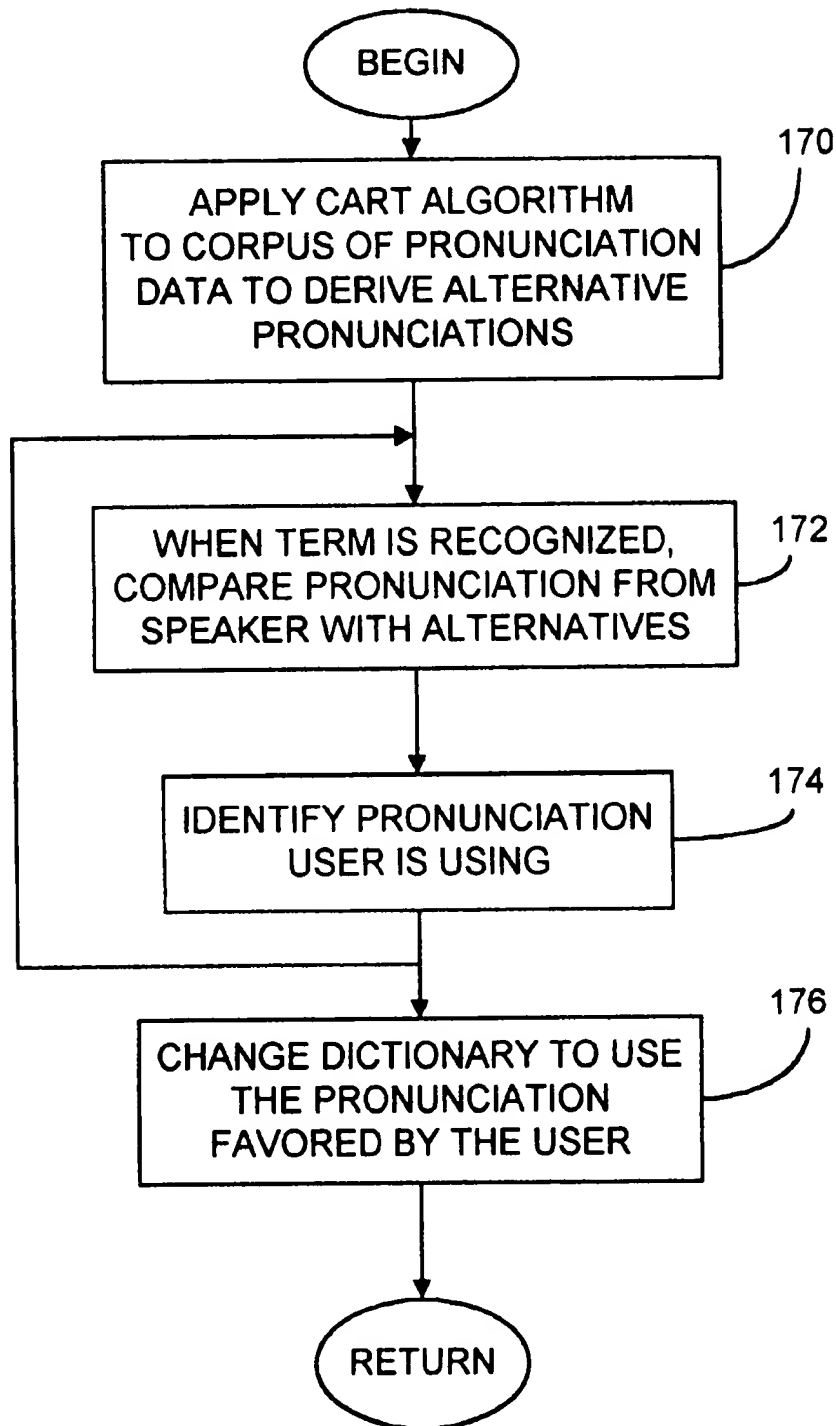 BEGIN
170
APPLY CART ALGORITHM
TO CORPUS OF PRONUNCIATION
DATA TO DERIVE ALTERNATIVE
PRONUNCIATIONS
172
WHEN TERM IS RECOGNIZED,
COMPARE PRONUNCIATION FROM
SPEAKER WITH ALTERNATIVES
174
IDENTIFY PRONUNCIATION
USER IS USING
176
CHANGE DICTIONARY TO USE
THE PRONUNCIATION
FAVORED BY THE USER
RETURN